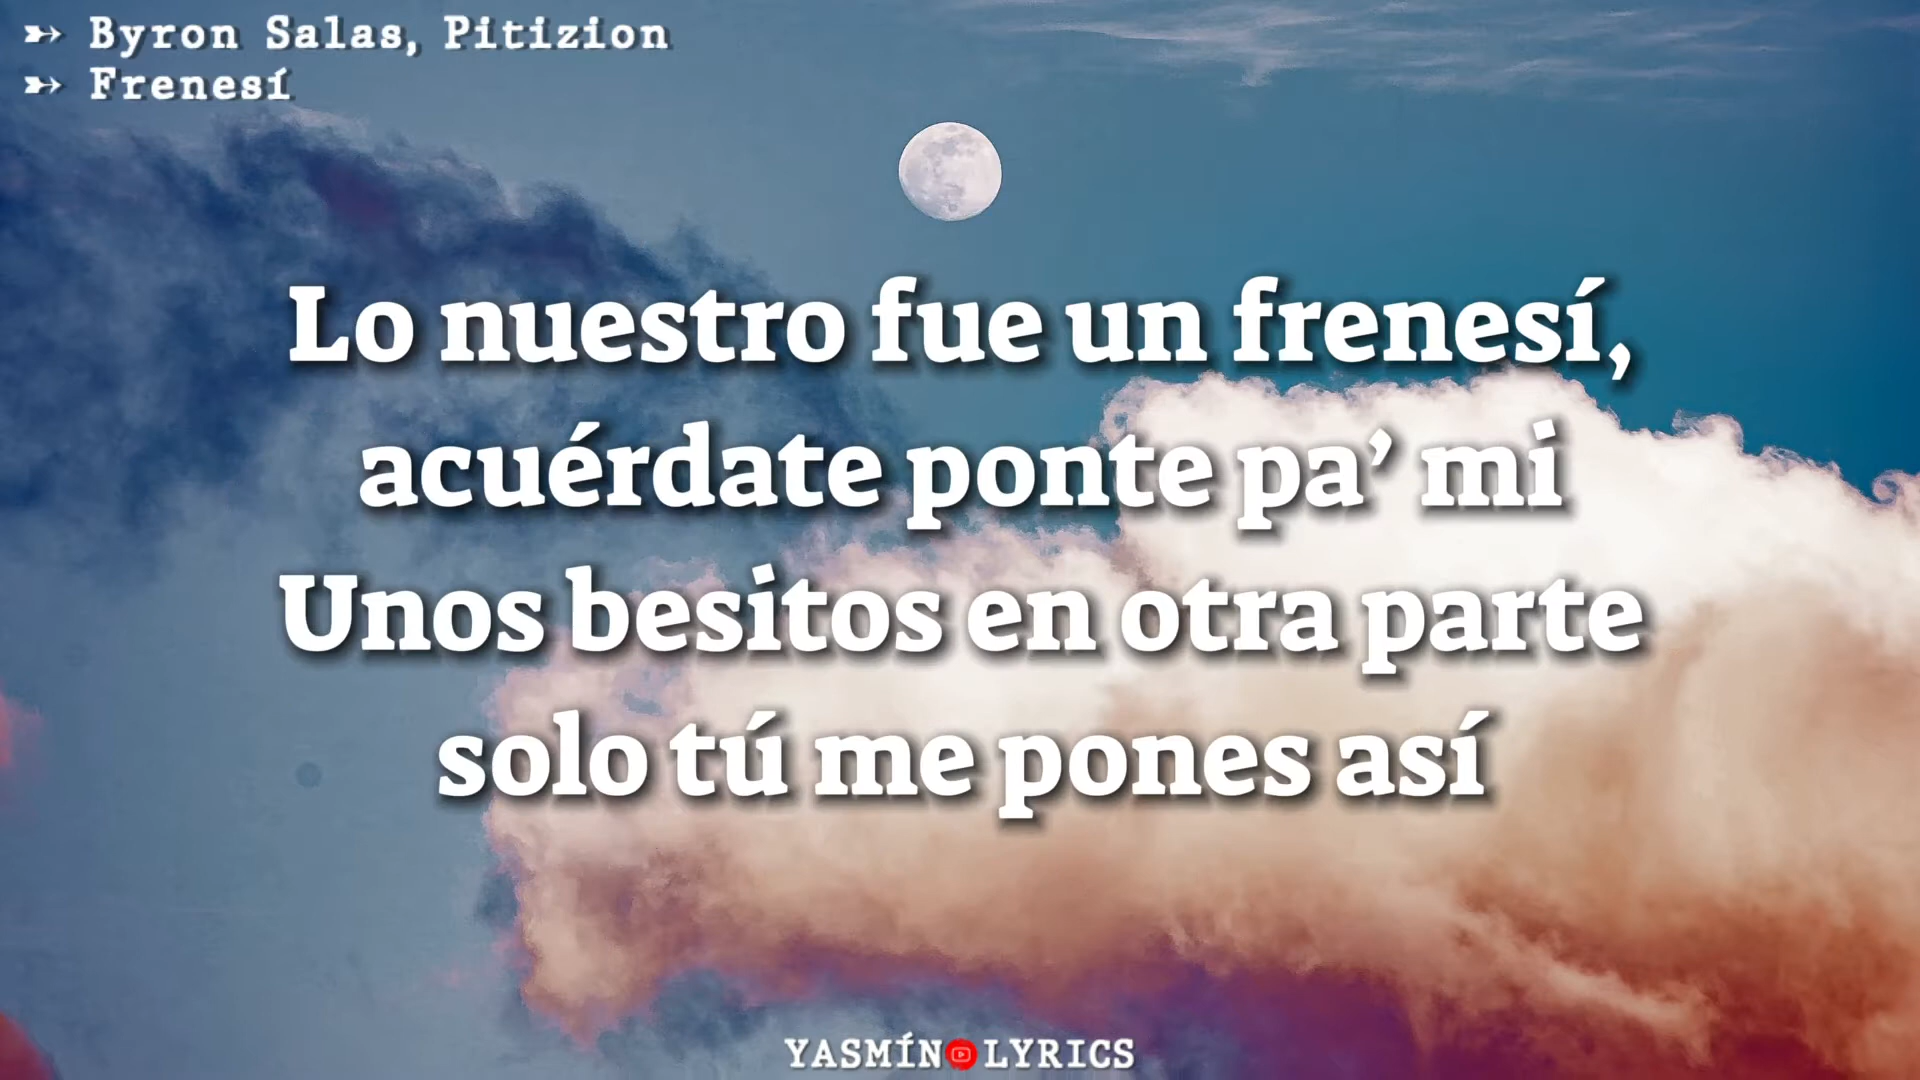 ➳ Byron Salas, Pitizion
➳ Frenesí
Lo nuestro fue un frenesí,
acuérdate ponte pa’ mi
Unos besitos en otra parte
solo tú me pones así
YASMÍN LYRICS